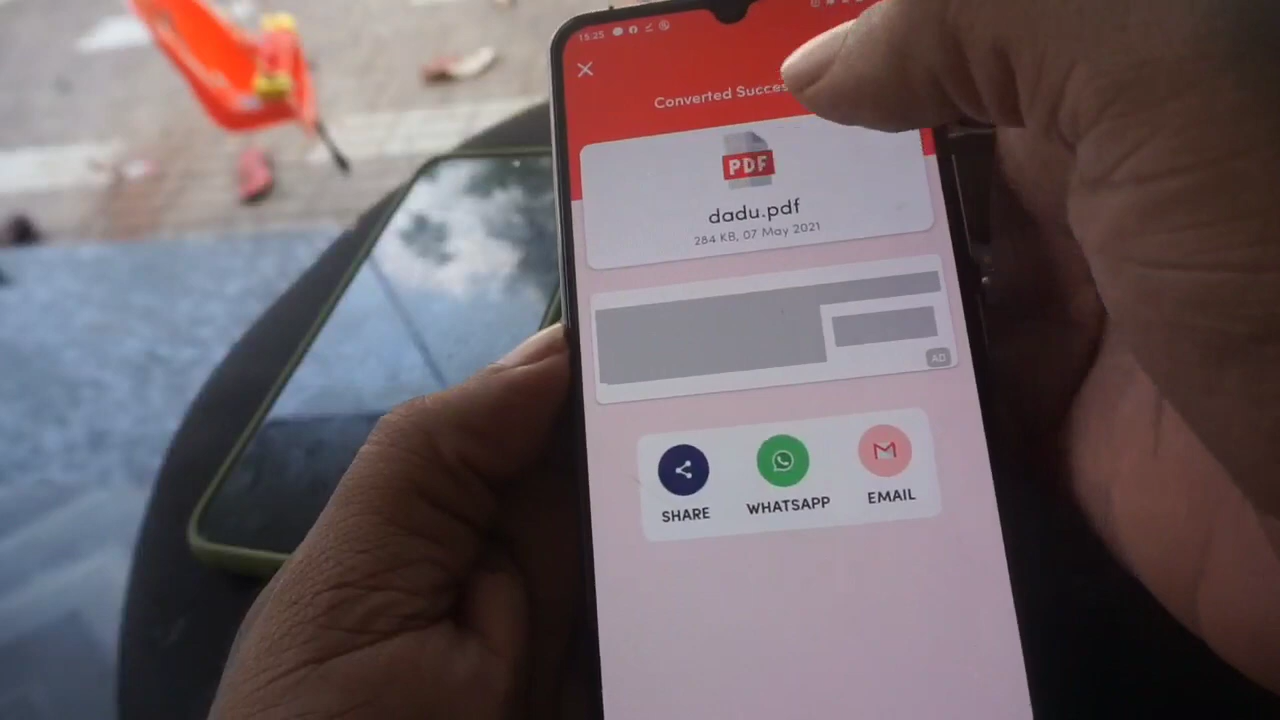 15:25
Converted Succes
PDF
dadu.pdf
284 KB, 07 May 2021
AD
SHARE
WHATSAPP
EMAIL